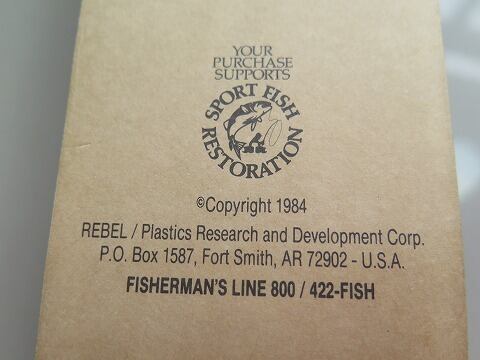 YOUR
PURCHASE
SUPPORTS
SPORT FISH
RESTORATION
©Copyright 1984
REBEL / Plastics Research and Development Corp.
P.O. Box 1587, Fort Smith, AR 72902 - U.S.A.
FISHERMAN'S LINE 800 / 422-FISH